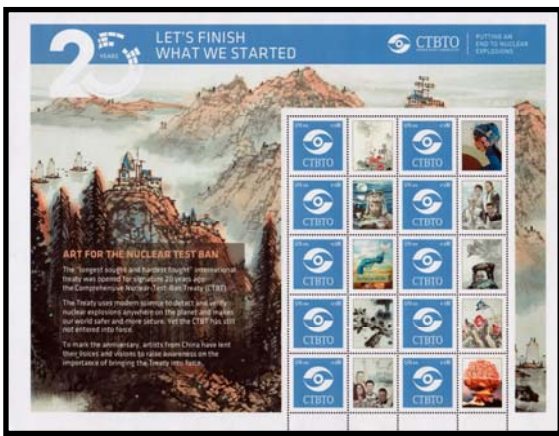 20
YEARS
LET'S FINISH
WHAT WE STARTED
CTBTO
PUTTING AN
END TO NUCLEAR
EXPLOSIONS
ART FOR THE NUCLEAR TEST BAN
The "longest sought and hardest fought" international
treaty was opened for signature 20 years ago:
the Comprehensive Nuclear-Test-Ban Treaty (CTBT).
The Treaty uses modern science to detect and verify
nuclear explosions anywhere on the planet and makes
our world safer and more secure. Yet the CTBT has still
not entered into force.
To mark the anniversary, artists from China have lent
their voices and visions to raise awareness on the
importance of bringing the Treaty into force.
CTBTO
CTBTO
CTBTO
CTBTO
CTBTO
CTBTO
CTBTO
CTBTO
CTBTO
CTBTO